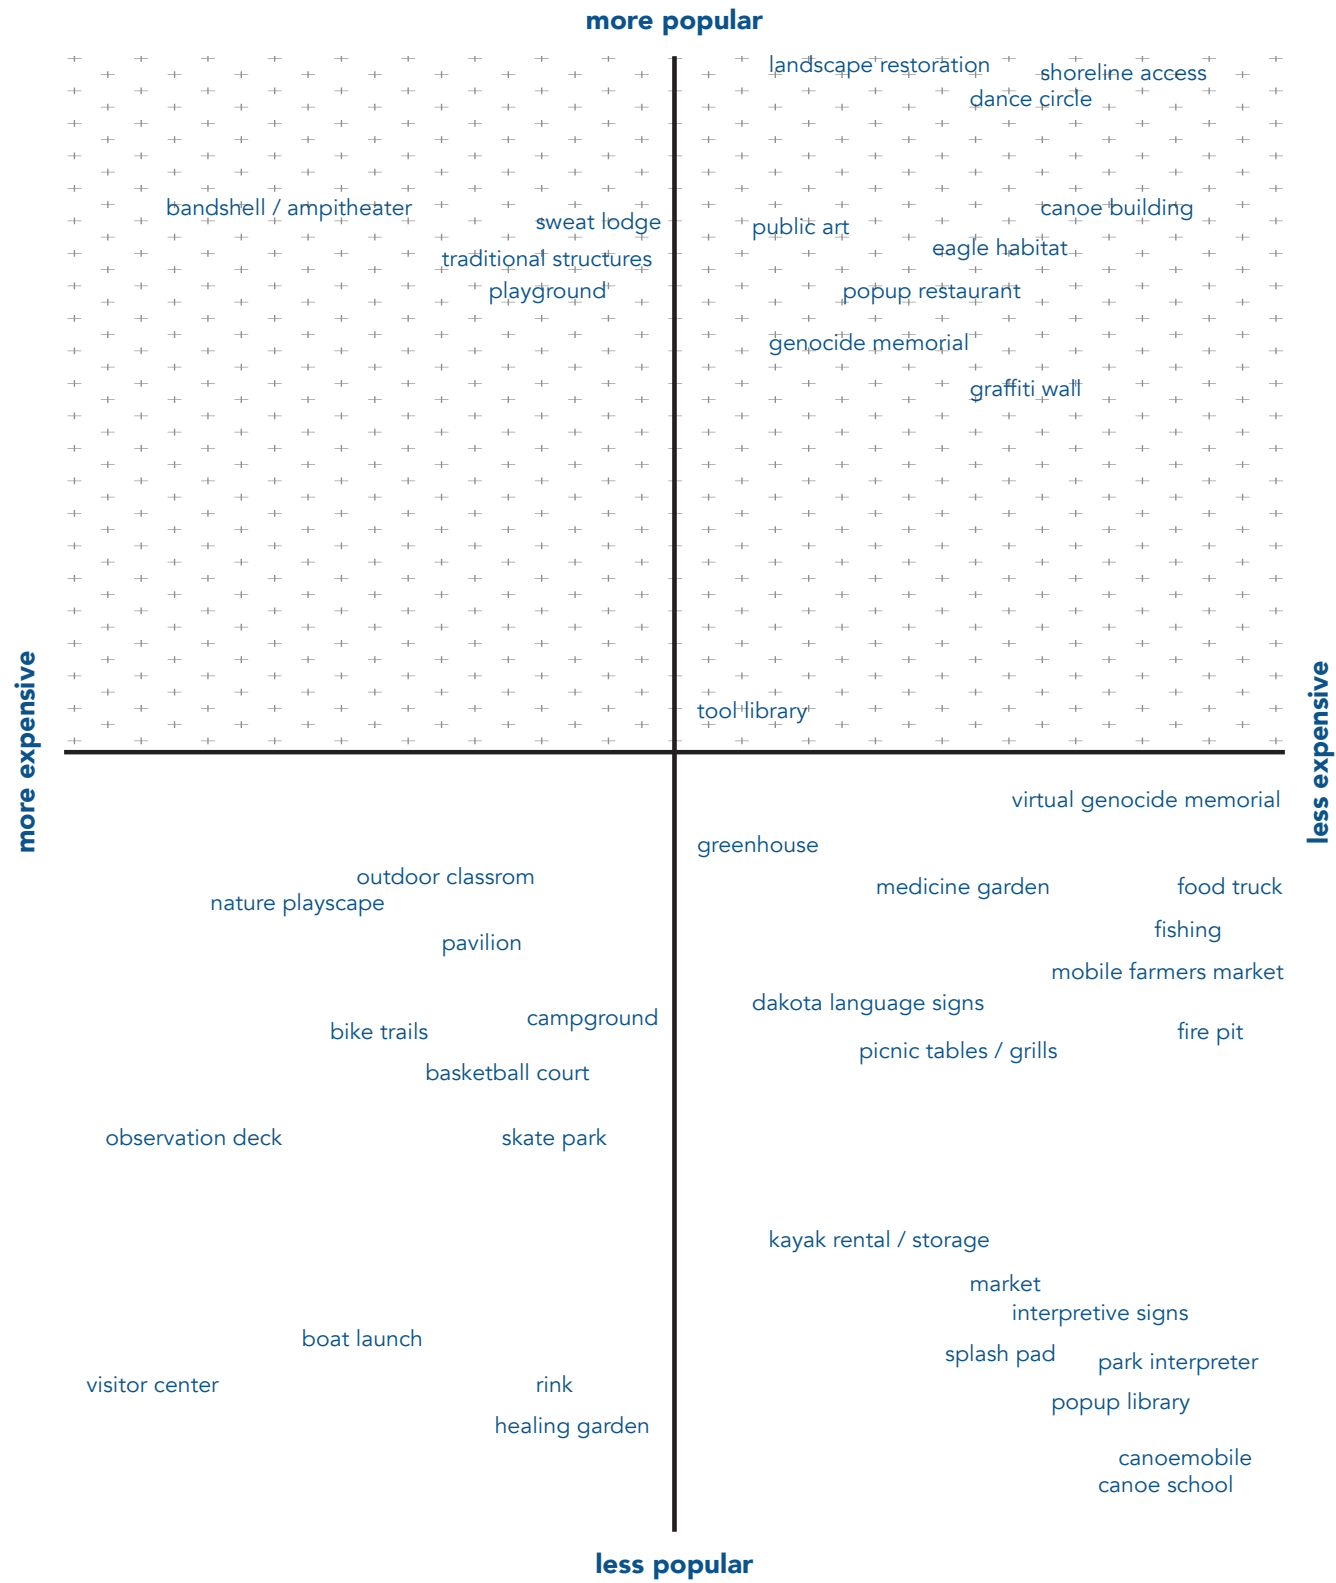 more popular
landscape restoration
shoreline access
dance circle
bandshell / ampitheater
canoe building
sweat lodge
public art
eagle habitat
traditional structures
playground
popup restaurant
genocide memorial
graffiti wall
more expensive
less expensive
tool library
virtual genocide memorial
greenhouse
outdoor classrom
medicine garden
food truck
nature playscape
fishing
pavilion
mobile farmers market
dakota language signs
campground
bike trails
fire pit
picnic tables / grills
basketball court
observation deck
skate park
kayak rental / storage
market
interpretive signs
boat launch
splash pad
park interpreter
visitor center
rink
popup library
healing garden
canoemobile
canoe school
less popular